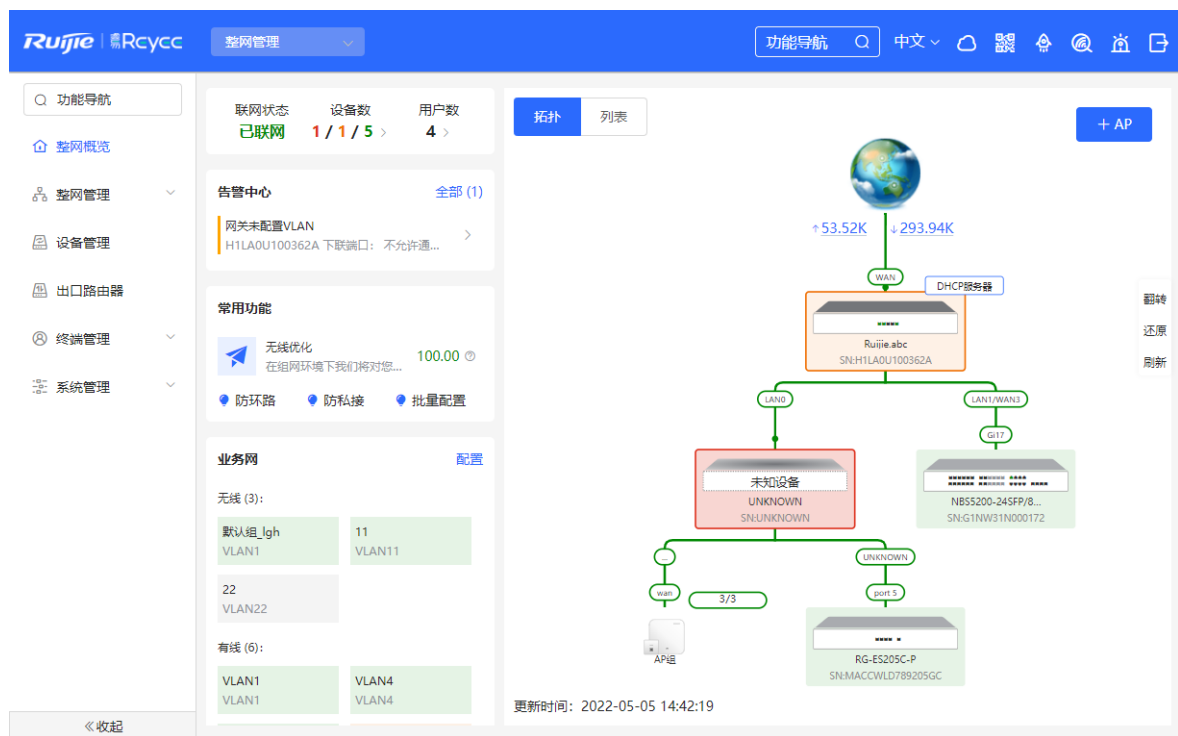 Ruijie Rcycc
整网管理
功能导航
中文
功能导航
整网概览
整网管理
设备管理
出口路由器
终端管理
系统管理
《收起
联网状态 设备数 用户数
已联网 1 / 1 / 5 > 4 >
告警中心 全部 (1)
网关未配置VLAN
H1LA0U100362A 下联端口： 不允许通...
常用功能
无线优化
在组网环境下我们将对您...
100.00
防环路 防私接 批量配置
业务网 配置
无线 (3):
默认组_lgh 11
VLAN1 VLAN11
22
VLAN22
有线 (6):
VLAN1 VLAN4
VLAN1 VLAN4
拓扑 列表
+ AP
↑53.52K ↓293.94K
WAN
DHCP服务器
Ruijie.abc
SN:H1LA0U100362A
翻转
还原
刷新
LAN0 LAN1/WAN3
Gi17
未知设备
UNKNOWN
SN:UNKNOWN
NBS5200-24SFP/8...
SN:G1NW31N000172
... UNKNOWN
wan 3/3 port 5
AP组
RG-ES205C-P
SN:MACCWLD789205GC
更新时间：2022-05-05 14:42:19